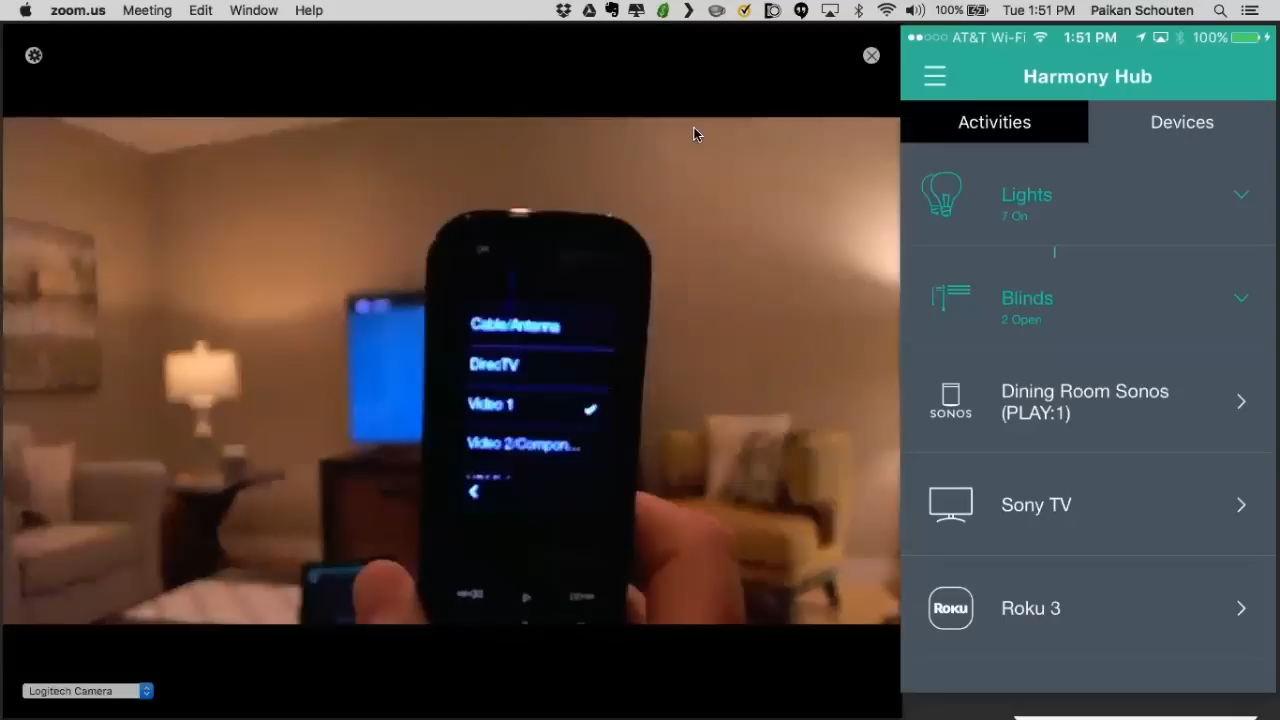 zoom.us Meeting Edit Window Help 100% Tue 1:51 PM Paikan Schouten
AT&T Wi-Fi 1:51 PM 100%
Harmony Hub
Activities Devices
Lights
7 On
Blinds
2 Open
SONOS
Dining Room Sonos
(PLAY:1)
Sony TV
ROKU
Roku 3
Cable/Antenna
DirecTV
Video 1
Video 2/Compon...
Logitech Camera